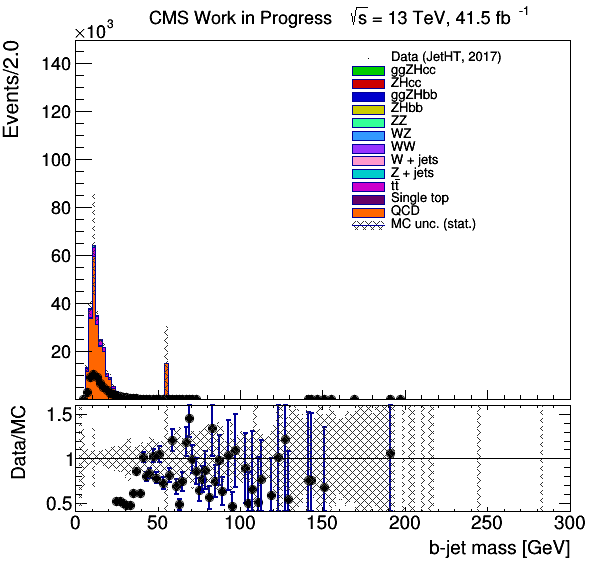 CMS Work in Progress √s = 13 TeV, 41.5 fb -1
×10³
Events/2.0
140
120
100
80
60
40
20
Data (JetHT, 2017)
ggZHcc
ZHcc
ggZHbb
ZHbb
ZZ
WZ
WW
W + jets
Z + jets
tt̄
Single top
QCD
MC unc. (stat.)
Data/MC
1.5
1
0.5
0 50 100 150 200 250 300
b-jet mass [GeV]